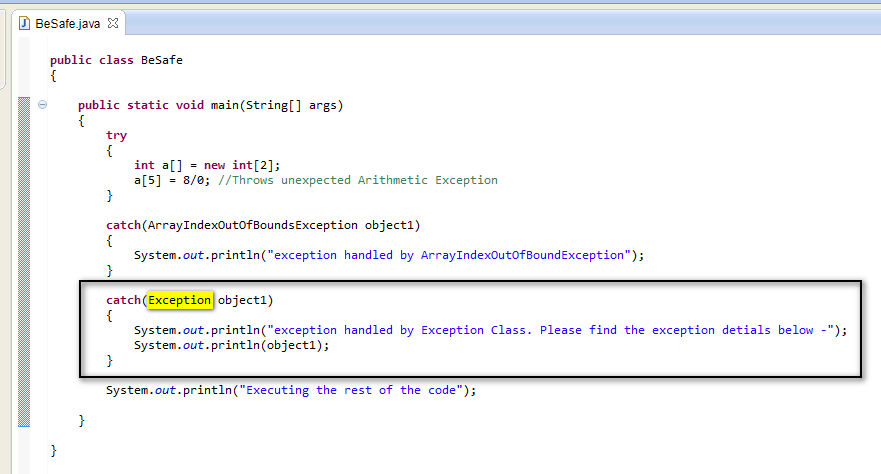 BeSafe.java
public class BeSafe
{
public static void main(String[] args)
{
try
{
int a[] = new int[2];
a[5] = 8/0; //Throws unexpected Arithmetic Exception
}
catch(ArrayIndexOutOfBoundsException object1)
{
System.out.println("exception handled by ArrayIndexOutOfBoundException");
}
catch(Exception object1)
{
System.out.println("exception handled by Exception Class. Please find the exception detials below -");
System.out.println(object1);
}
System.out.println("Executing the rest of the code");
}
}